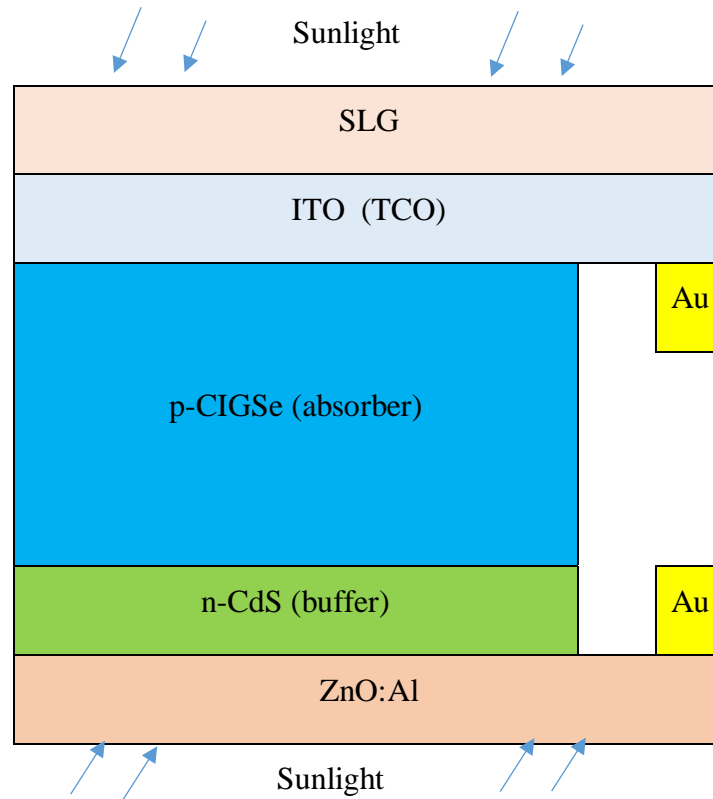 Sunlight
SLG
ITO (TCO)
Au
p-CIGSe (absorber)
n-CdS (buffer)
Au
ZnO:Al
Sunlight